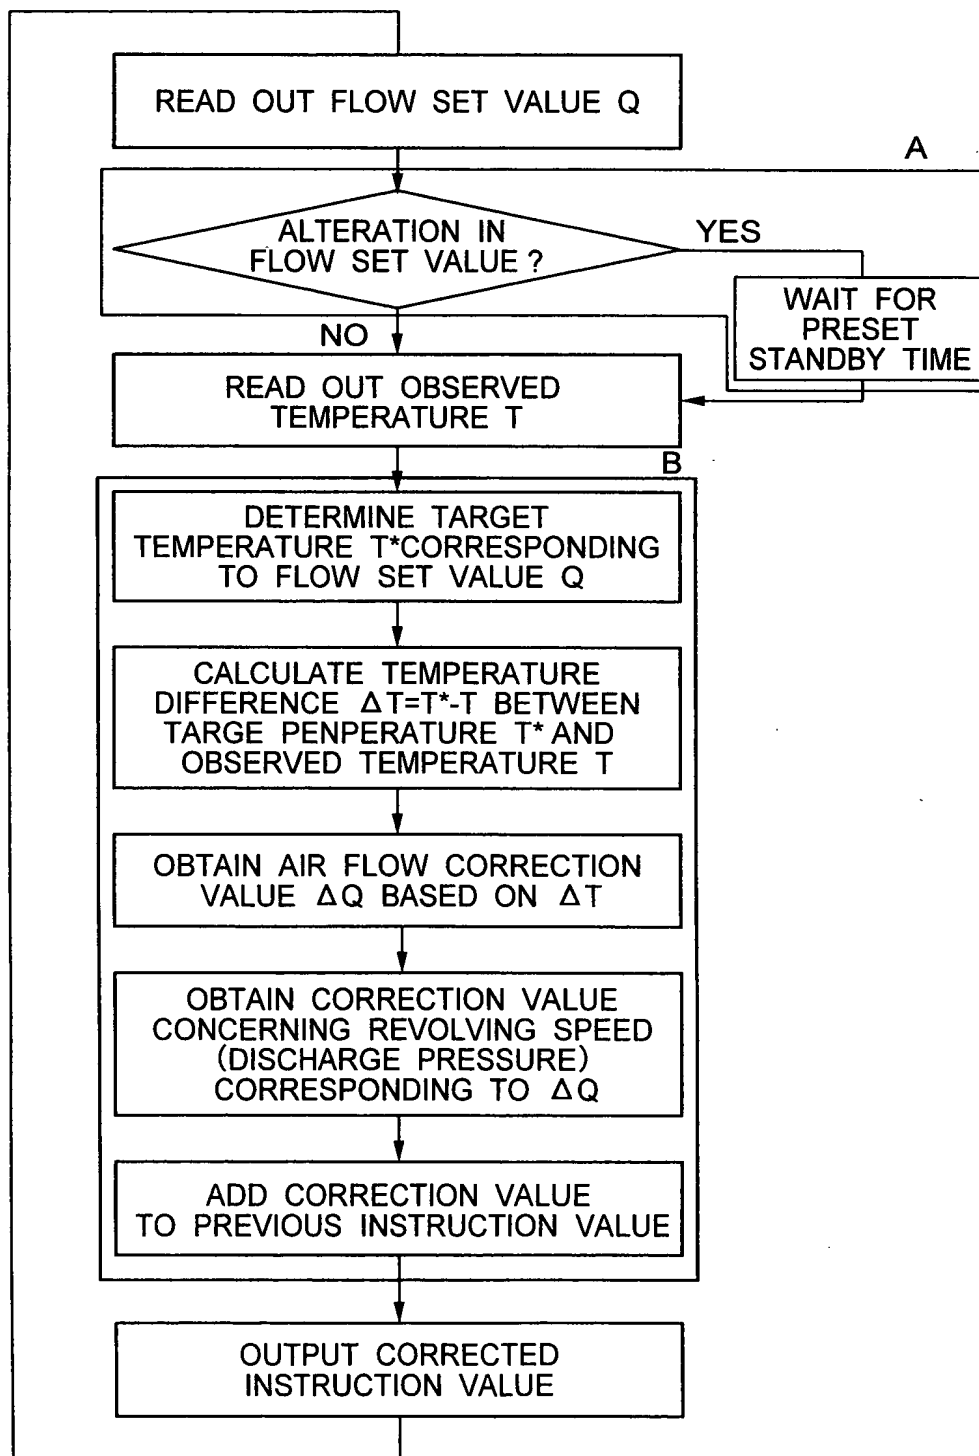 READ OUT FLOW SET VALUE Q
A
ALTERATION IN
FLOW SET VALUE ?
YES
WAIT FOR
PRESET
STANDBY TIME
NO
READ OUT OBSERVED
TEMPERATURE T
B
DETERMINE TARGET
TEMPERATURE T*CORRESPONDING
TO FLOW SET VALUE Q
CALCULATE TEMPERATURE
DIFFERENCE ΔT=T*-T BETWEEN
TARGE PENPERATURE T* AND
OBSERVED TEMPERATURE T
OBTAIN AIR FLOW CORRECTION
VALUE ΔQ BASED ON ΔT
OBTAIN CORRECTION VALUE
CONCERNING REVOLVING SPEED
(DISCHARGE PRESSURE)
CORRESPONDING TO ΔQ
ADD CORRECTION VALUE
TO PREVIOUS INSTRUCTION VALUE
OUTPUT CORRECTED
INSTRUCTION VALUE